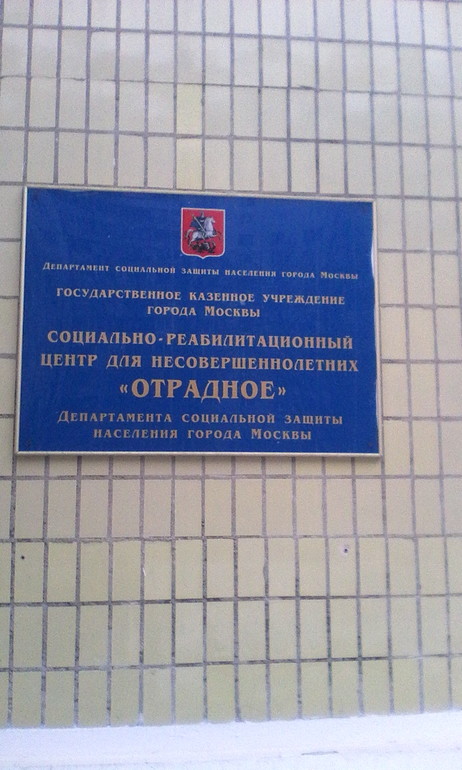 Департамент социальной защиты населения города Москвы
ГОСУДАРСТВЕННОЕ КАЗЕННОЕ УЧРЕЖДЕНИЕ
ГОРОДА МОСКВЫ
СОЦИАЛЬНО-РЕАБИЛИТАЦИОННЫЙ
ЦЕНТР ДЛЯ НЕСОВЕРШЕННОЛЕТНИХ
«ОТРАДНОЕ»
Департамента социальной защиты
населения города Москвы